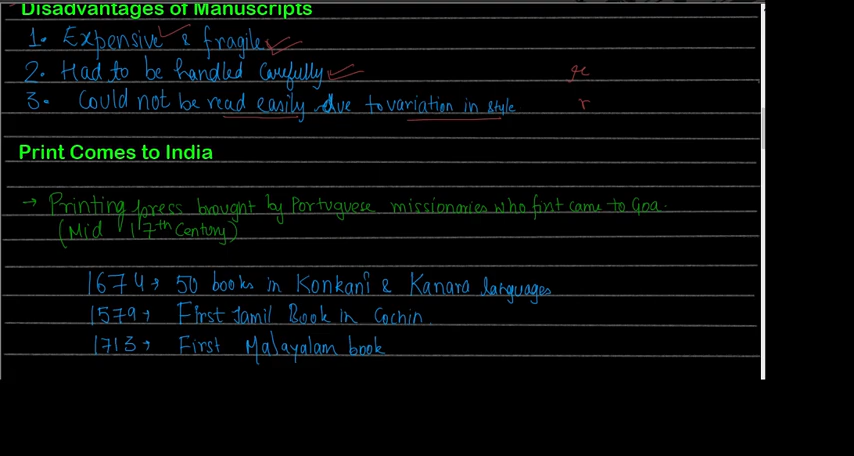 Disadvantages of Manuscripts
1. Expensive & fragile
2. Had to be handled carefully
3. Could not be read easily due to variation in style
Print Comes to India
→ Printing press brought by Portuguese missionaries who first came to Goa.
(Mid 17th Century)
1674 → 50 books in Konkani & Kanara languages
1579 → First Tamil Book in Cochin.
1713 → First Malayalam book